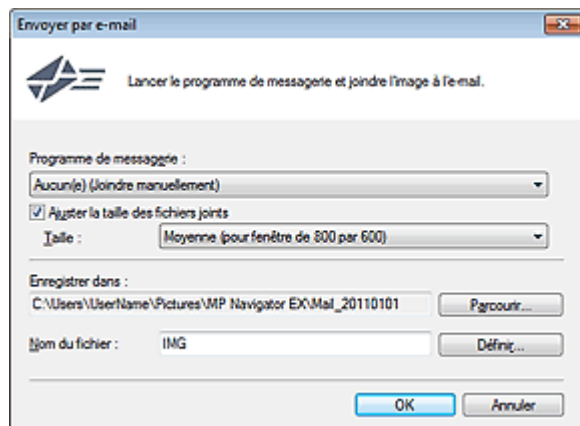 Envoyer par e-mail
Lancer le programme de messagerie et joindre l'image à l'e-mail.
Programme de messagerie :
Aucun(e) (Joindre manuellement)
Ajuster la taille des fichiers joints
Taille : Moyenne (pour fenêtre de 800 par 600)
Enregistrer dans :
C:\Users\UserName\Pictures\MP Navigator EX\Mail_20110101 Parcourir...
Nom du fichier : IMG Définir...
OK Annuler